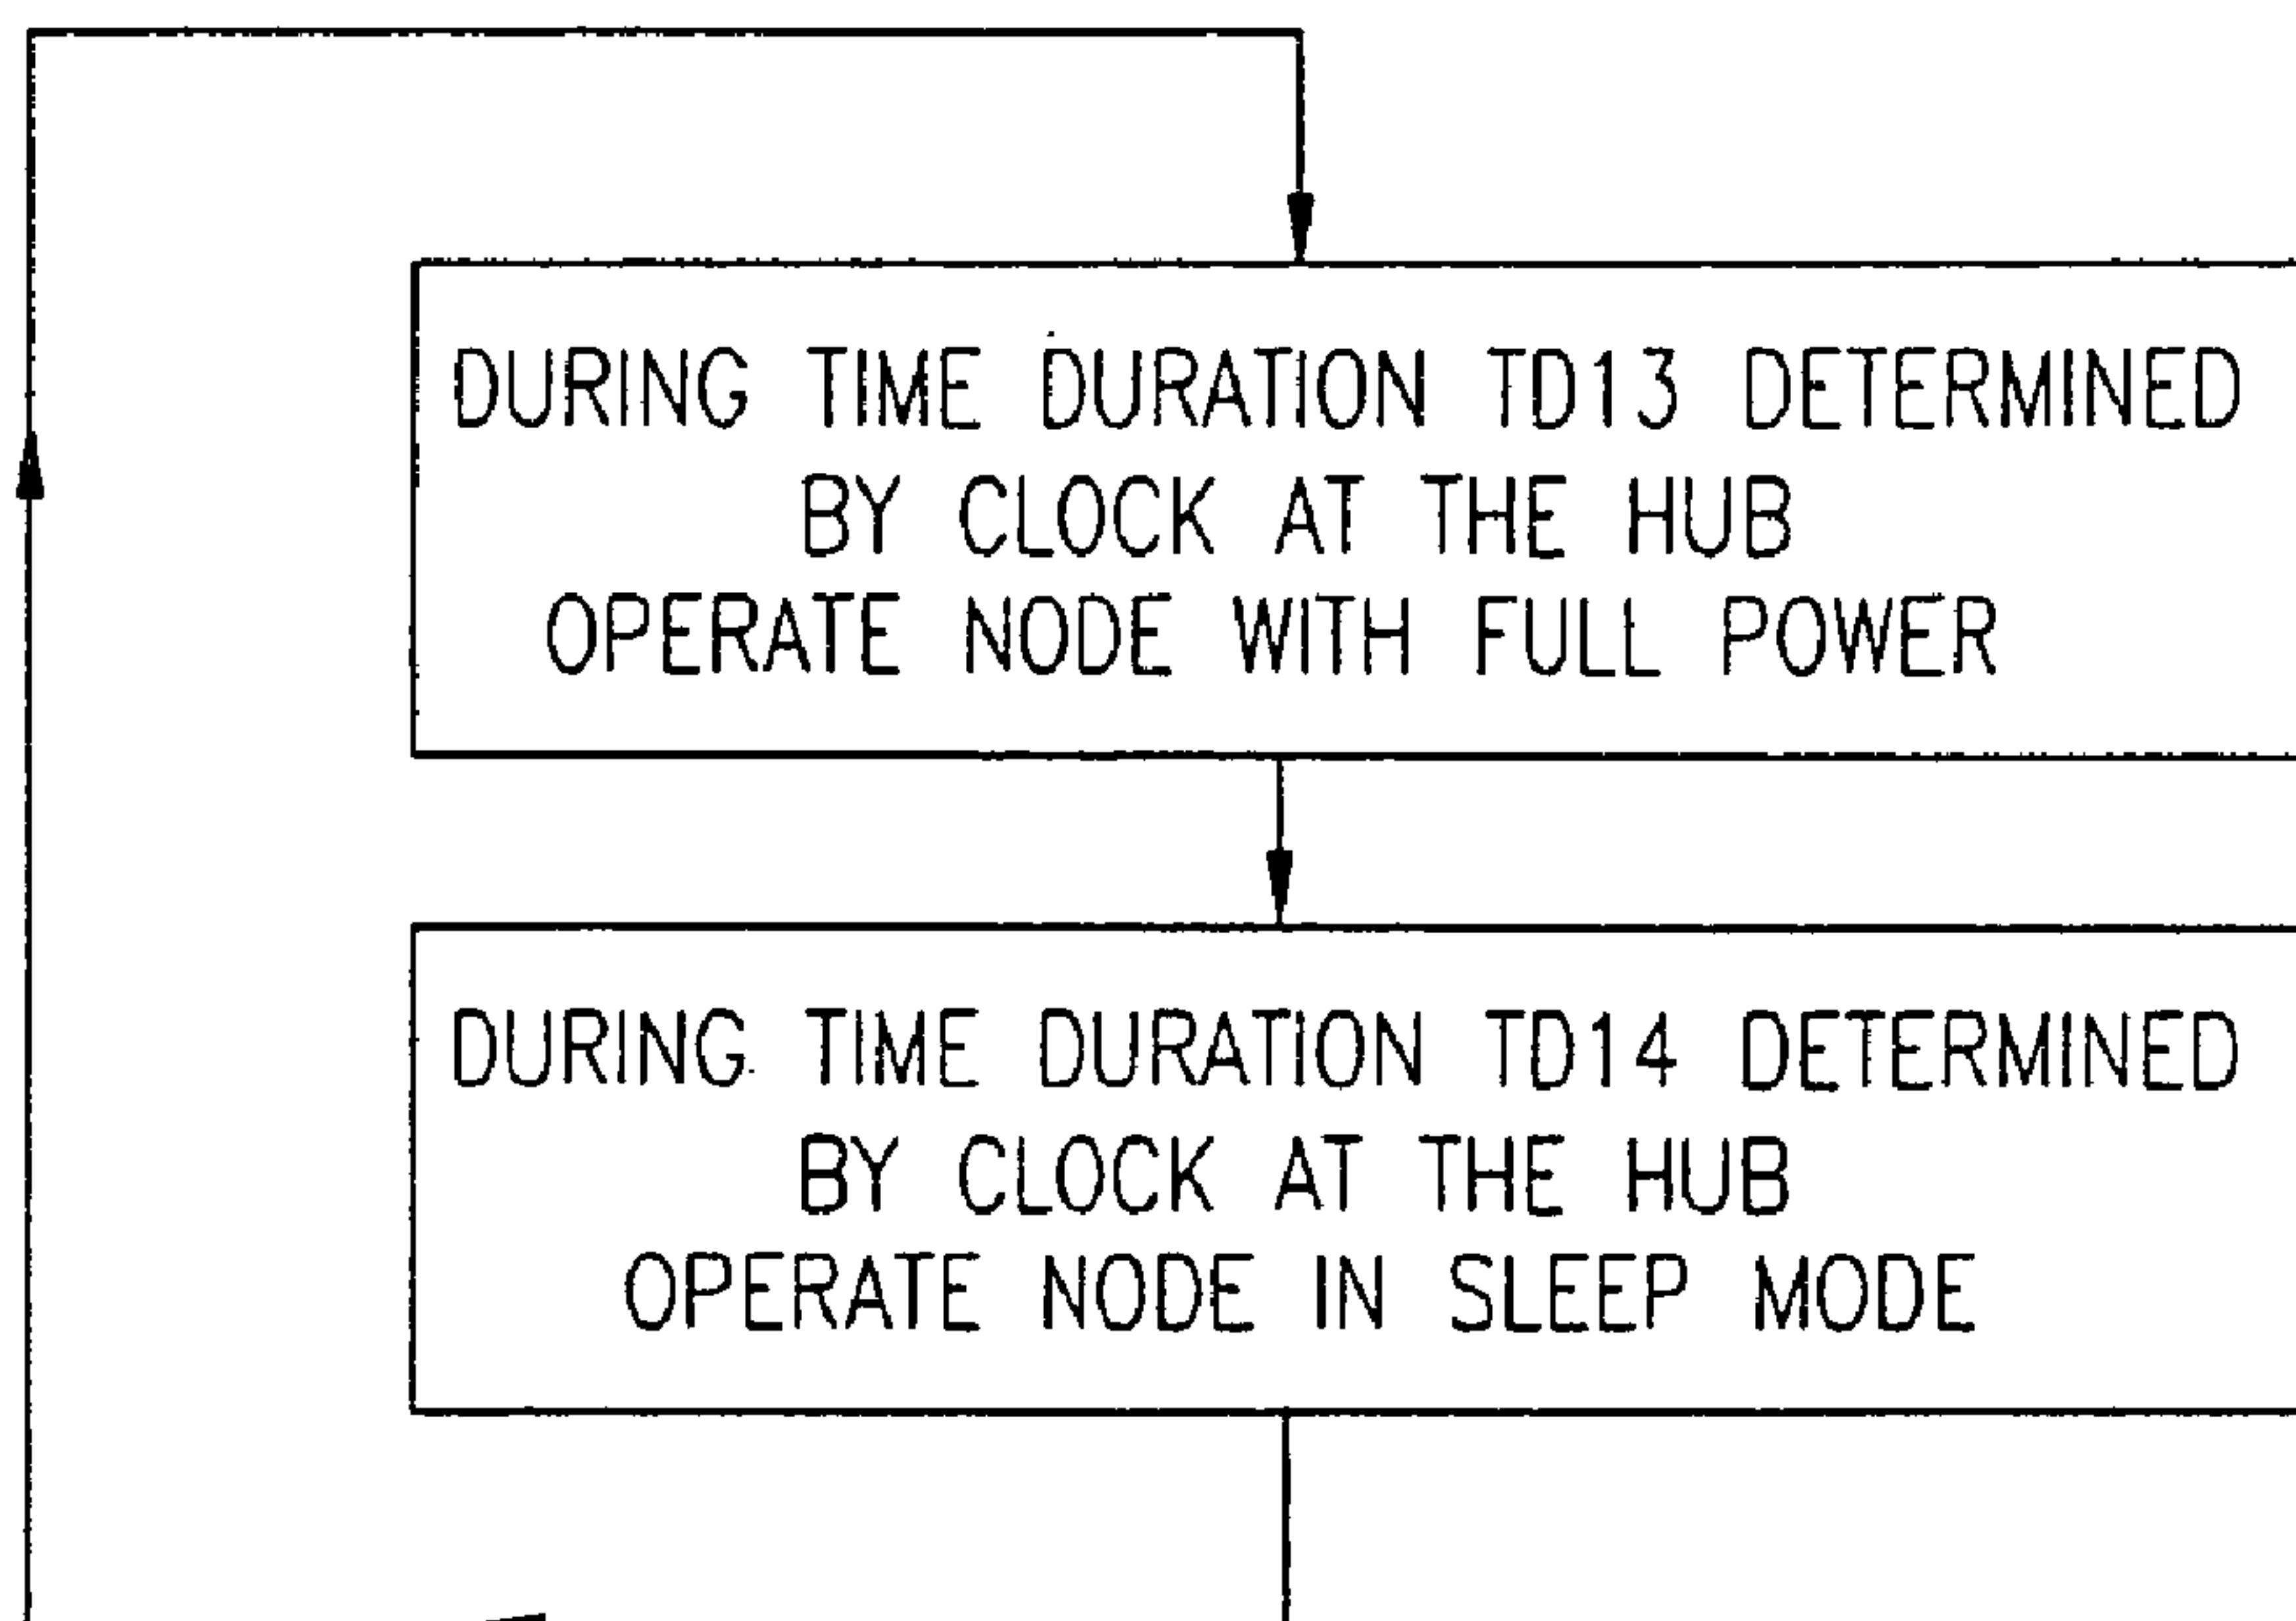 DURING TIME DURATION TD13 DETERMINED
BY CLOCK AT THE HUB
OPERATE NODE WITH FULL POWER
DURING TIME DURATION TD14 DETERMINED
BY CLOCK AT THE HUB
OPERATE NODE IN SLEEP MODE